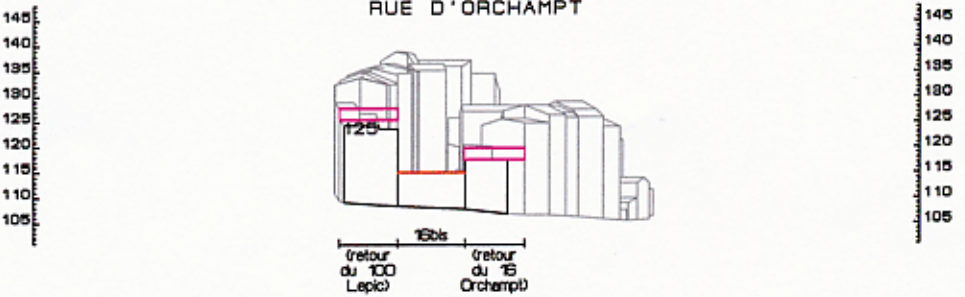 RUE D'ORCHAMPT
145 145
140 140
135 135
130 130
125 125
125
120 120
115 115
110 110
105 105
16bis
(retour (retour
du 100 du 16
Lepic) Orchampt)